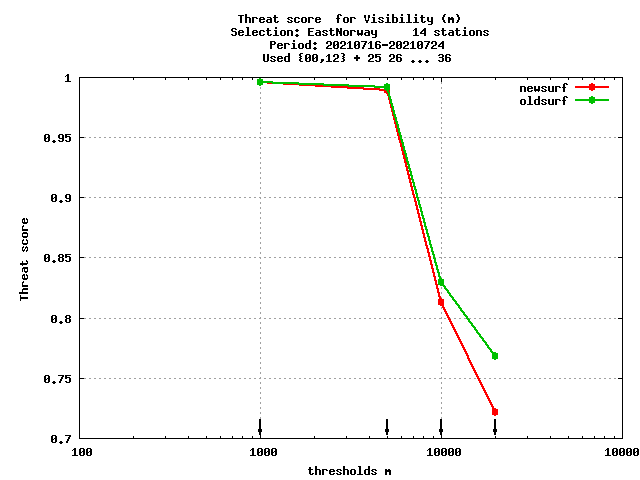 Threat score  for Visibility (m)
Selection: EastNorway     14 stations
Period: 20210716-20210724
Used {00,12} + 25 26 ... 36
newsurf
oldsurf
1
0.95
0.9
0.85
0.8
0.75
0.7
Threat score
100
1000
10000
10000
thresholds m